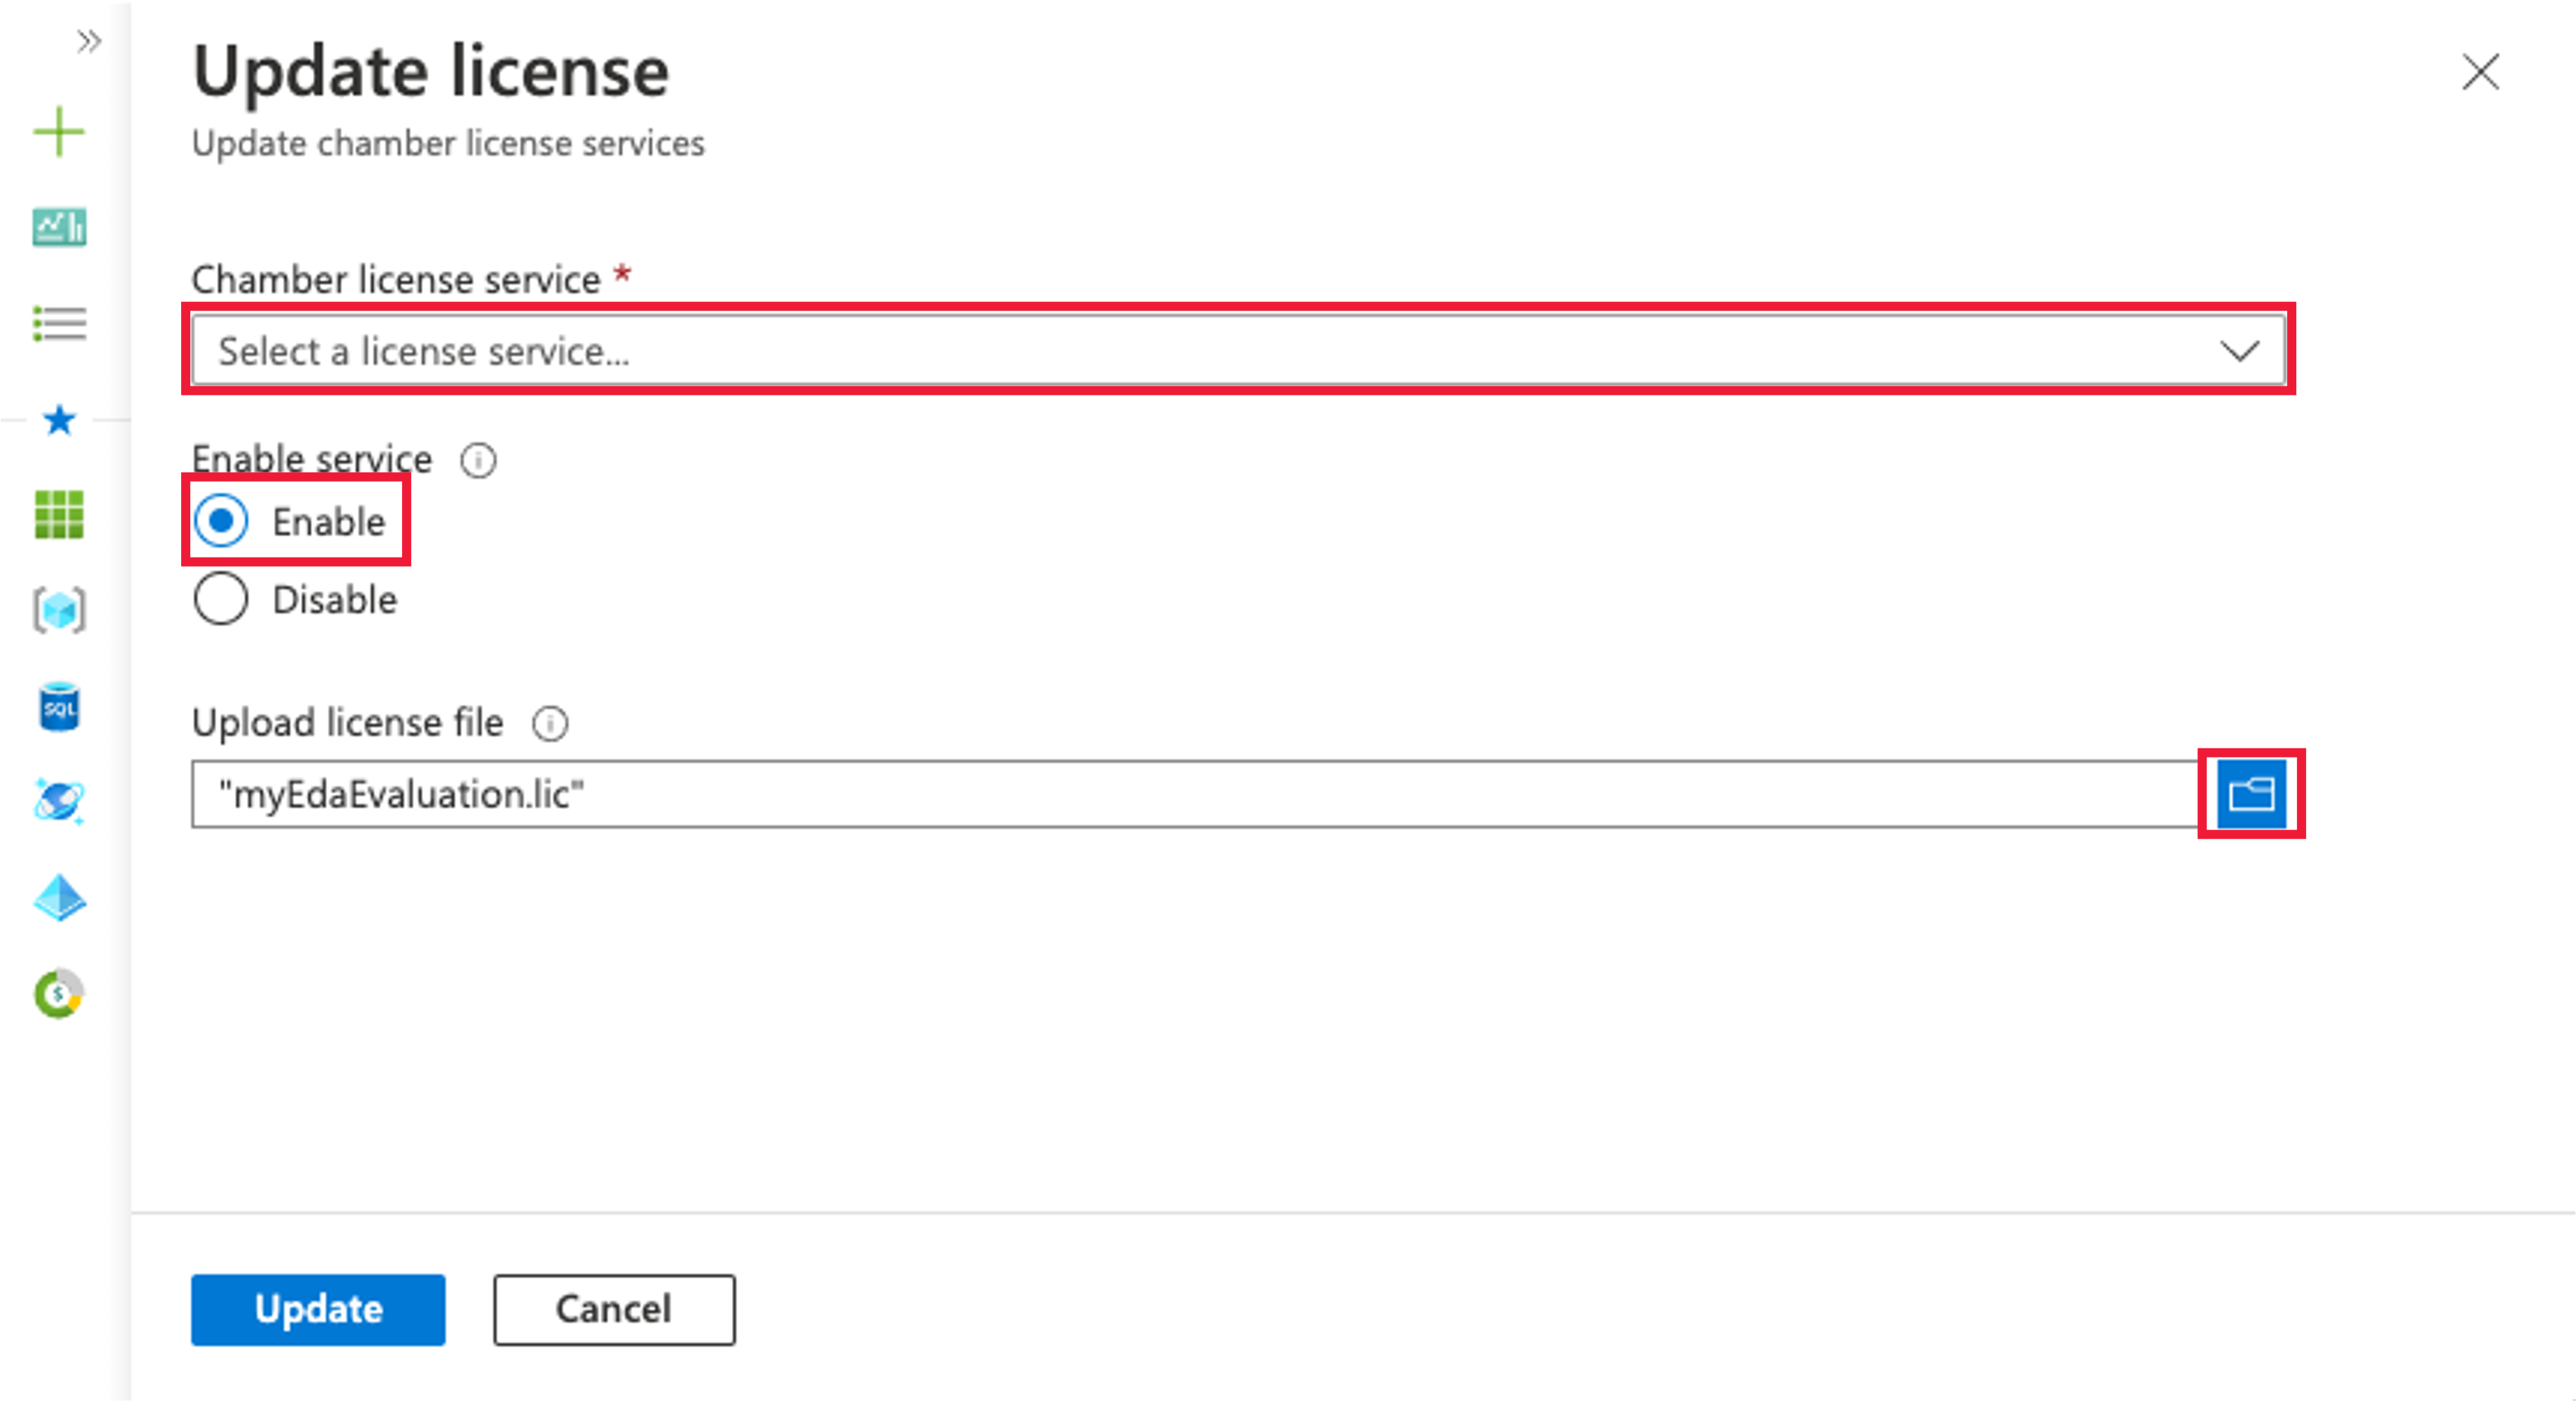 Update license
Update chamber license services
Chamber license service *
Select a license service...
Enable service
Enable
Disable
SQL
Upload license file
"myEdaEvaluation.lic"
$
Update
Cancel